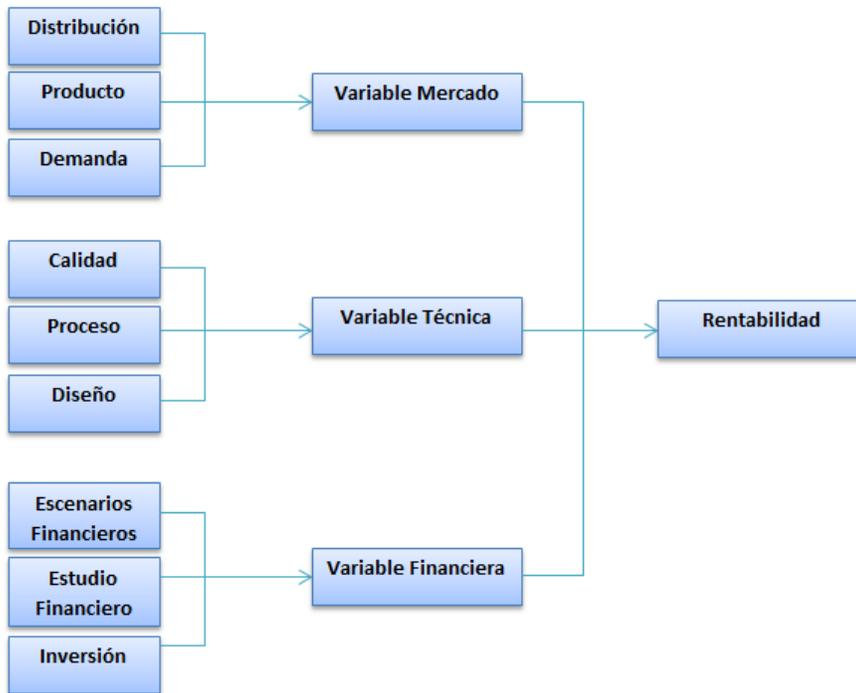 Distribución
Producto
Demanda
Variable Mercado
Calidad
Proceso
Diseño
Variable Técnica
Rentabilidad
Escenarios
Financieros
Estudio
Financiero
Inversión
Variable Financiera